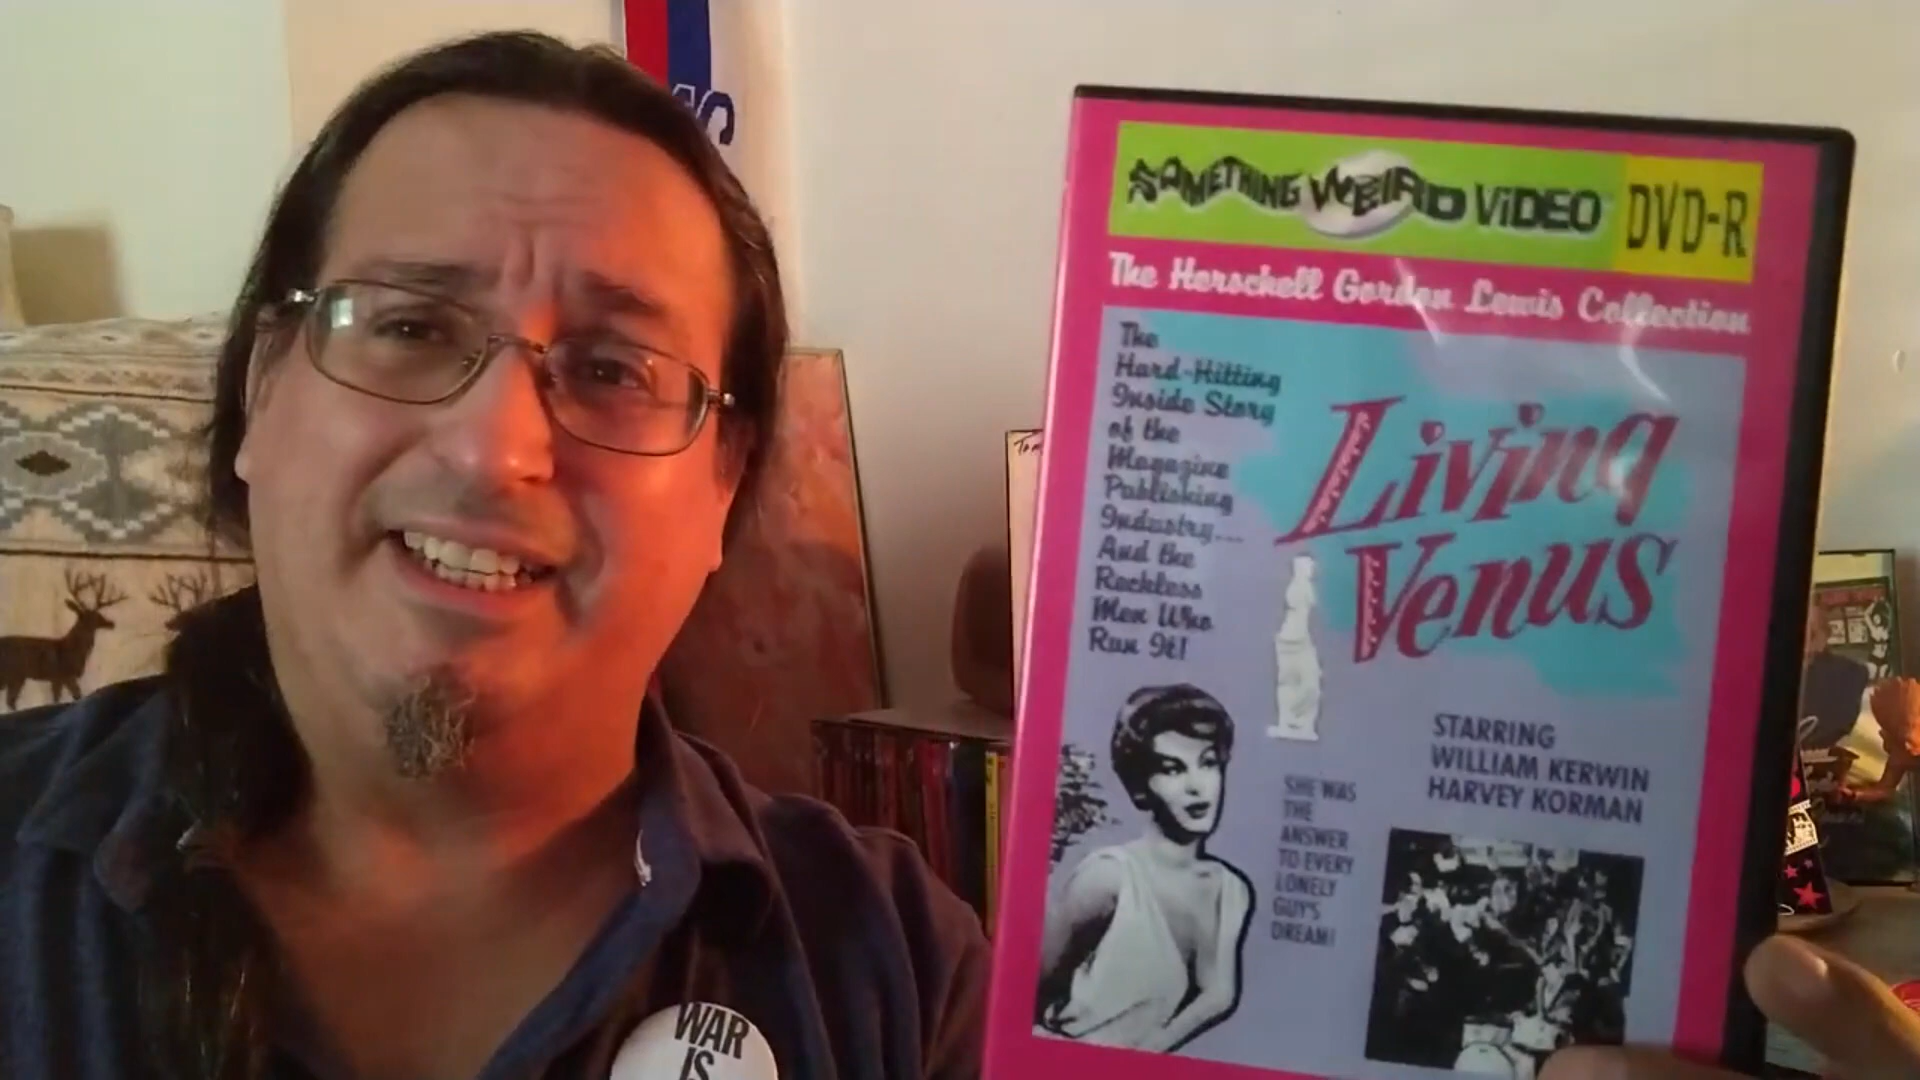 SOMETHING WEIRD VIDEO DVD-R
The Herschell Gordon Lewis Collection
The
Hard-Hitting
Inside Story
of the
Magazine
Publishing
Industry...
And the
Reckless
Men Who
Run It!
Living
Venus
STARRING
WILLIAM KERWIN
HARVEY KORMAN
SHE WAS
THE
ANSWER
TO EVERY
LONELY
GUY'S
DREAM!
WAR
IS